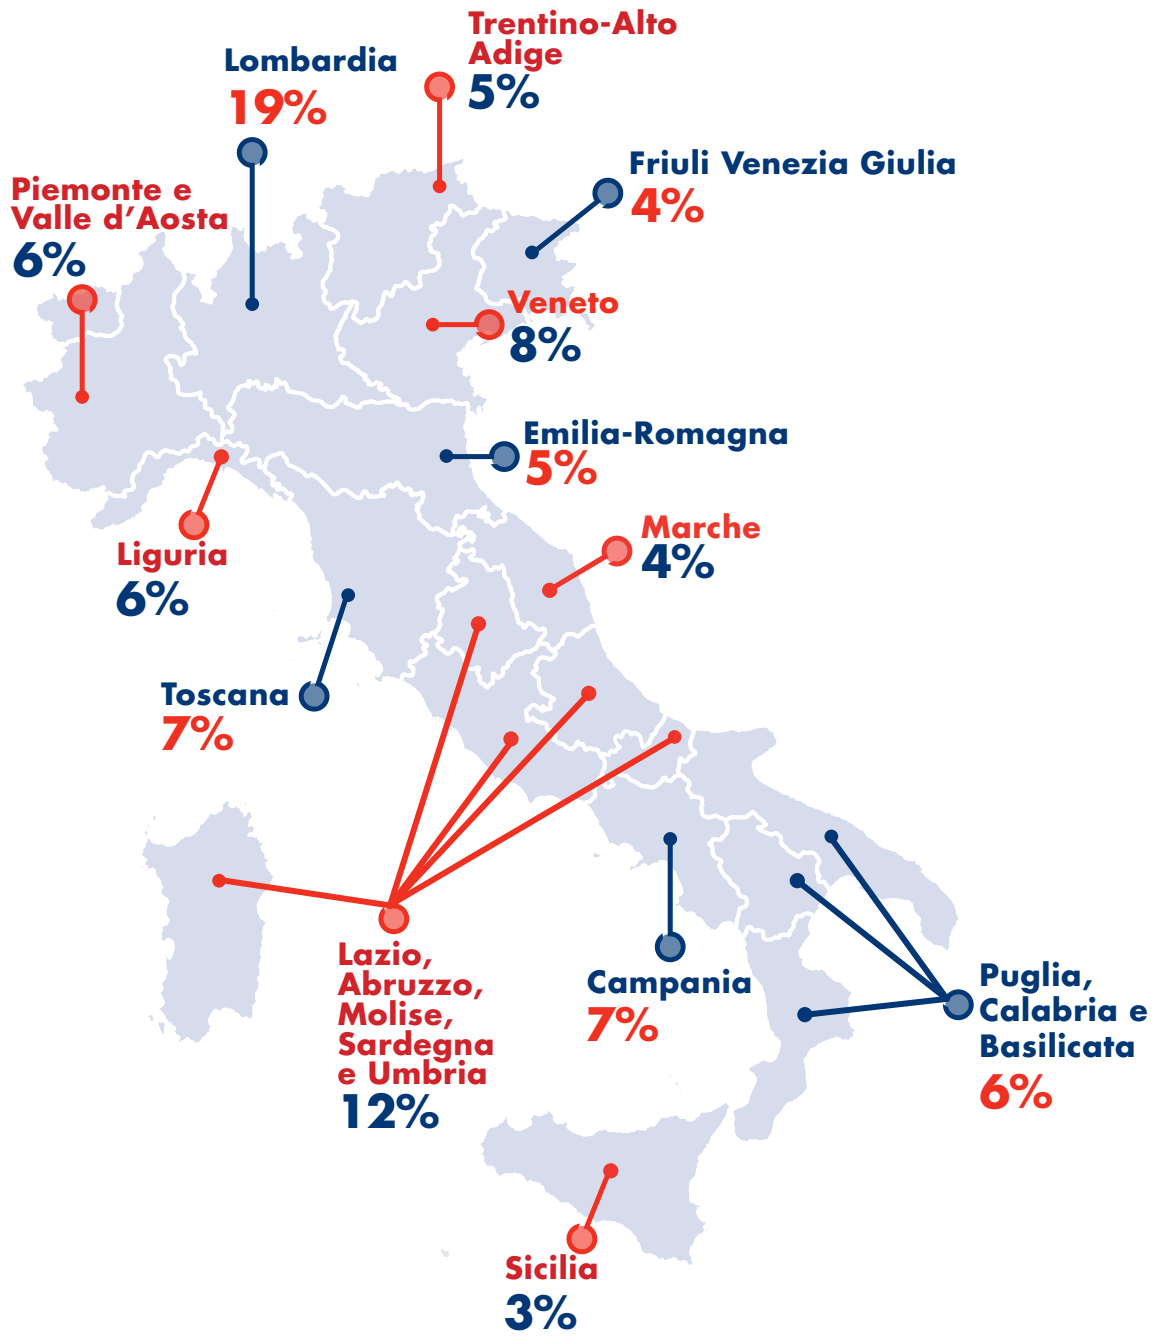 Trentino-Alto
Adige
5%
Lombardia
19%
Friuli Venezia Giulia
4%
Piemonte e
Valle d’Aosta
6%
Veneto
8%
Emilia-Romagna
5%
Marche
4%
Liguria
6%
Toscana
7%
Lazio,
Abruzzo,
Molise,
Sardegna
e Umbria
12%
Campania
7%
Puglia,
Calabria e
Basilicata
6%
Sicilia
3%